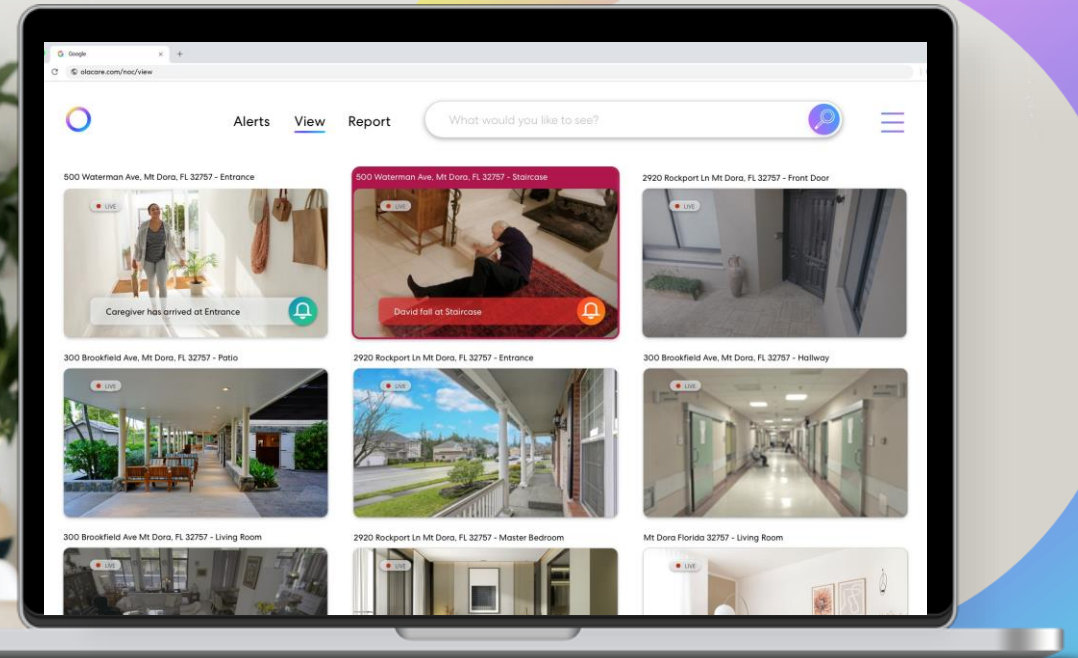 Google
olacare.com/noc/view
Alerts View Report What would you like to see?
500 Waterman Ave, Mt Dora, FL 32757 - Entrance
500 Waterman Ave, Mt Dora, FL 32757 - Staircase
2920 Rockport Ln Mt Dora, FL 32757 - Front Door
LIVE
LIVE
LIVE
Caregiver has arrived at Entrance
David fall at Staircase
300 Brookfield Ave, Mt Dora, FL 32757 - Patio
2920 Rockport Ln Mt Dora, FL 32757 - Entrance
300 Brookfield Ave, Mt Dora, FL 32757 - Hallway
LIVE
LIVE
LIVE
300 Brookfield Ave Mt Dora, FL 32757 - Living Room
2920 Rockport Ln Mt Dora, FL 32757 - Master Bedroom
Mt Dora Florida 32757 - Living Room
LIVE
LIVE
LIVE